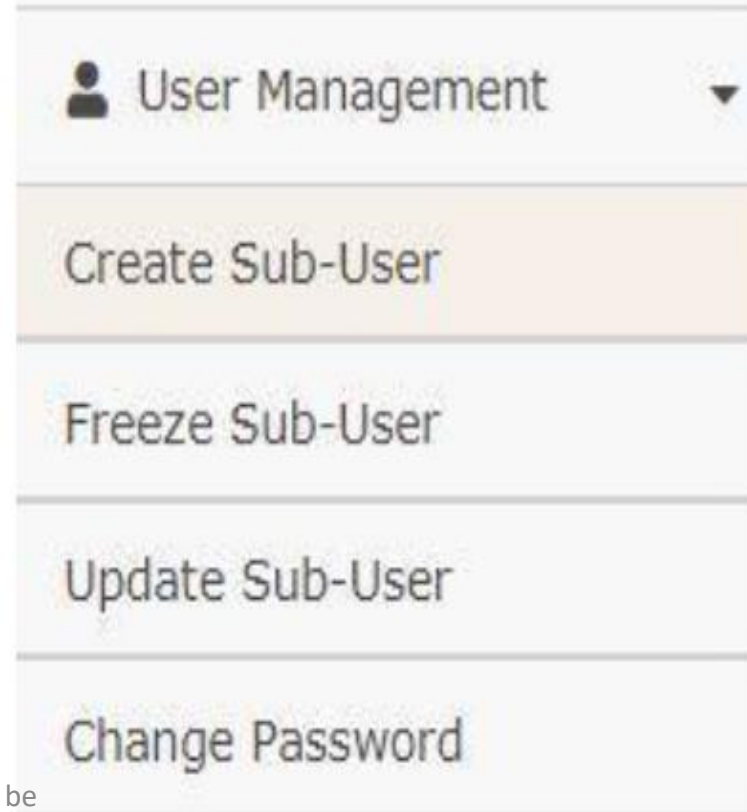 User Management
Create Sub-User
Freeze Sub-User
Update Sub-User
Change Password
be